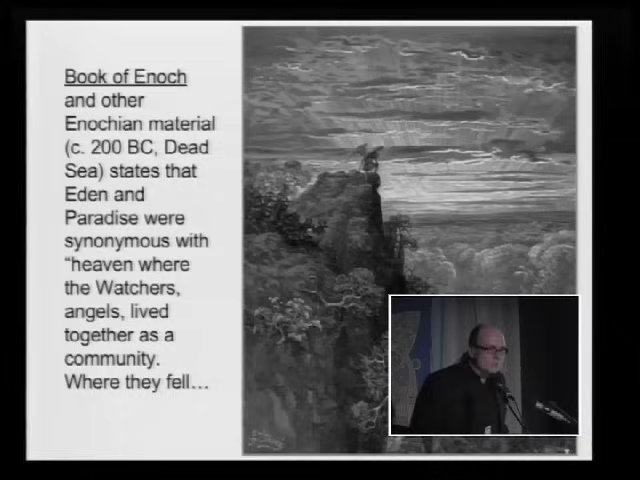 Book of Enoch
and other
Enochian material
(c. 200 BC, Dead
Sea) states that
Eden and
Paradise were
synonymous with
“heaven where
the Watchers,
angels, lived
together as a
community.
Where they fell…